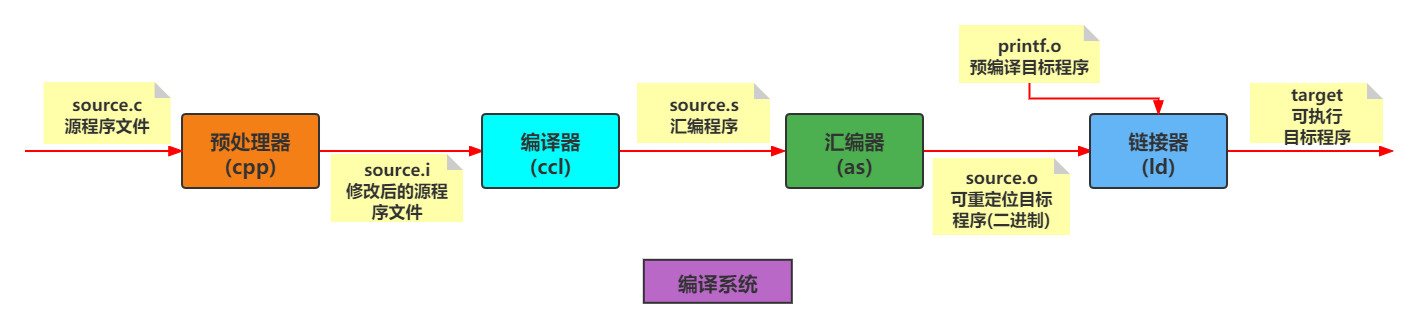 source.c
源程序文件
预处理器
(cpp)
source.i
修改后的源程
序文件
编译器
(ccl)
source.s
汇编程序
汇编器
(as)
source.o
可重定位目标
程序(二进制)
printf.o
预编译目标程序
链接器
(ld)
target
可执行
目标程序
编译系统